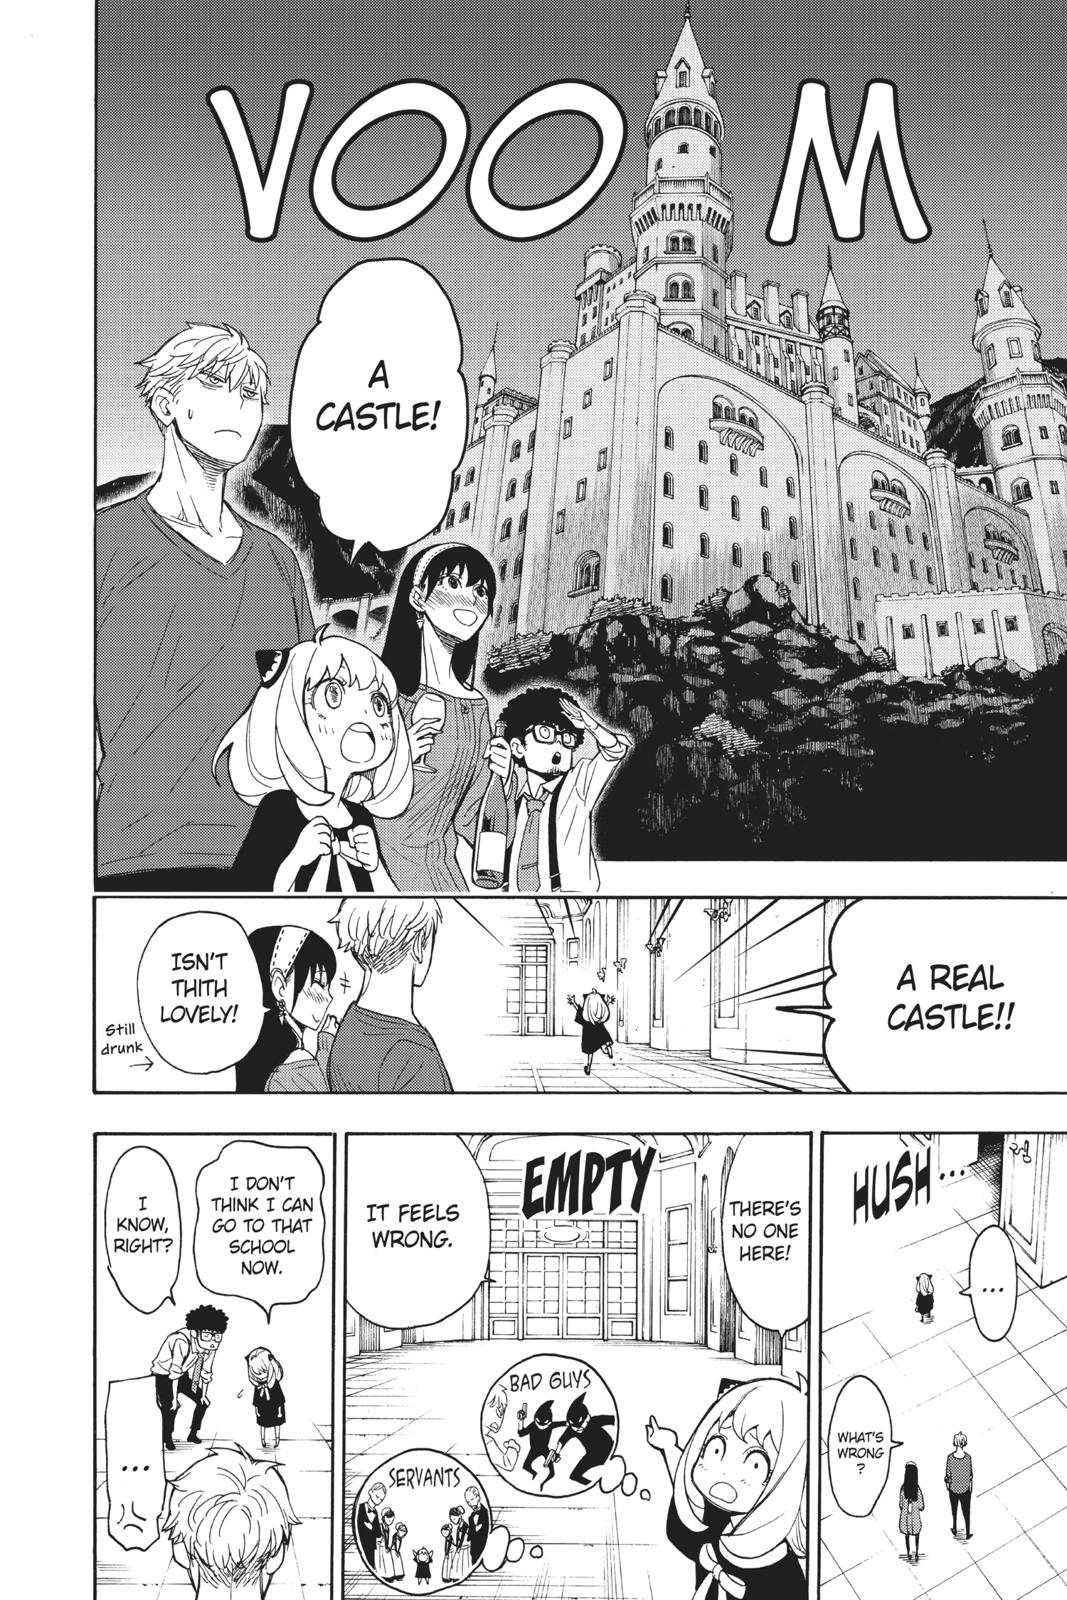 VOOM
A
CASTLE!
A REAL
CASTLE!!
ISN'T
THITH
LOVELY!
Still
drunk
HUSH...
...
WHAT'S
WRONG
?
THERE'S
NO ONE
HERE!
EMPTY
IT FEELS
WRONG.
BAD GUYS
SERVANTS
I DON'T
THINK I CAN
GO TO THAT
SCHOOL
NOW.
I
KNOW,
RIGHT?
...